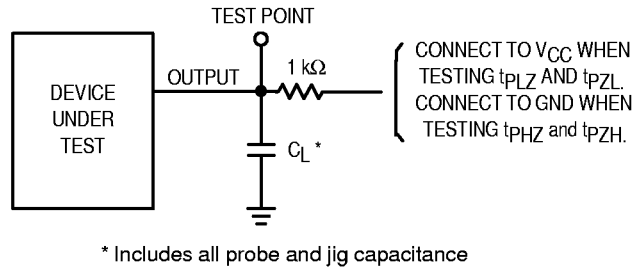 TEST POINT
DEVICE
UNDER
TEST
OUTPUT
1 kΩ
CONNECT TO VCC WHEN
TESTING tPLZ AND tPZL.
CONNECT TO GND WHEN
TESTING tPHZ and tPZH.
CL *
* Includes all probe and jig capacitance